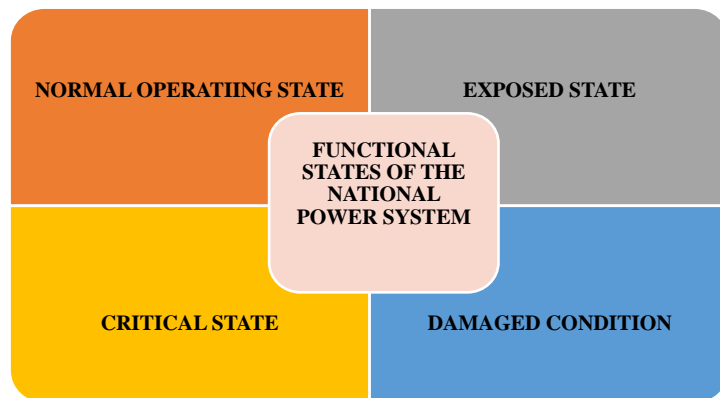 NORMAL OPERATIING STATE
EXPOSED STATE
FUNCTIONAL
STATES OF THE
NATIONAL
POWER SYSTEM
CRITICAL STATE
DAMAGED CONDITION